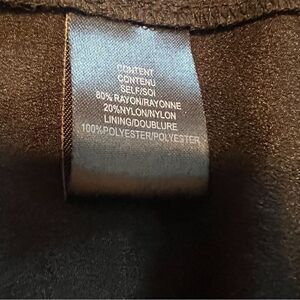 CONTENT
CONTENU
SELF/SOI
80% RAYON/RAYONNE
20%NYLON/NYLON
LINING/DOUBLURE
100%POLYESTER/POLYESTER